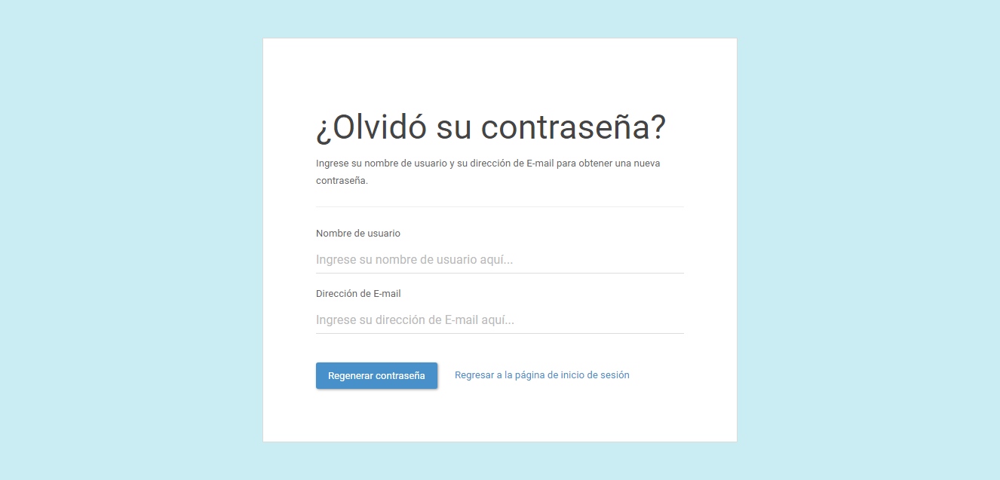 ¿Olvidó su contraseña?
Ingrese su nombre de usuario y su dirección de E-mail para obtener una nueva
contraseña.
Nombre de usuario
Ingrese su nombre de usuario aquí...
Dirección de E-mail
Ingrese su dirección de E-mail aquí...
Regenerar contraseña
Regresar a la página de inicio de sesión